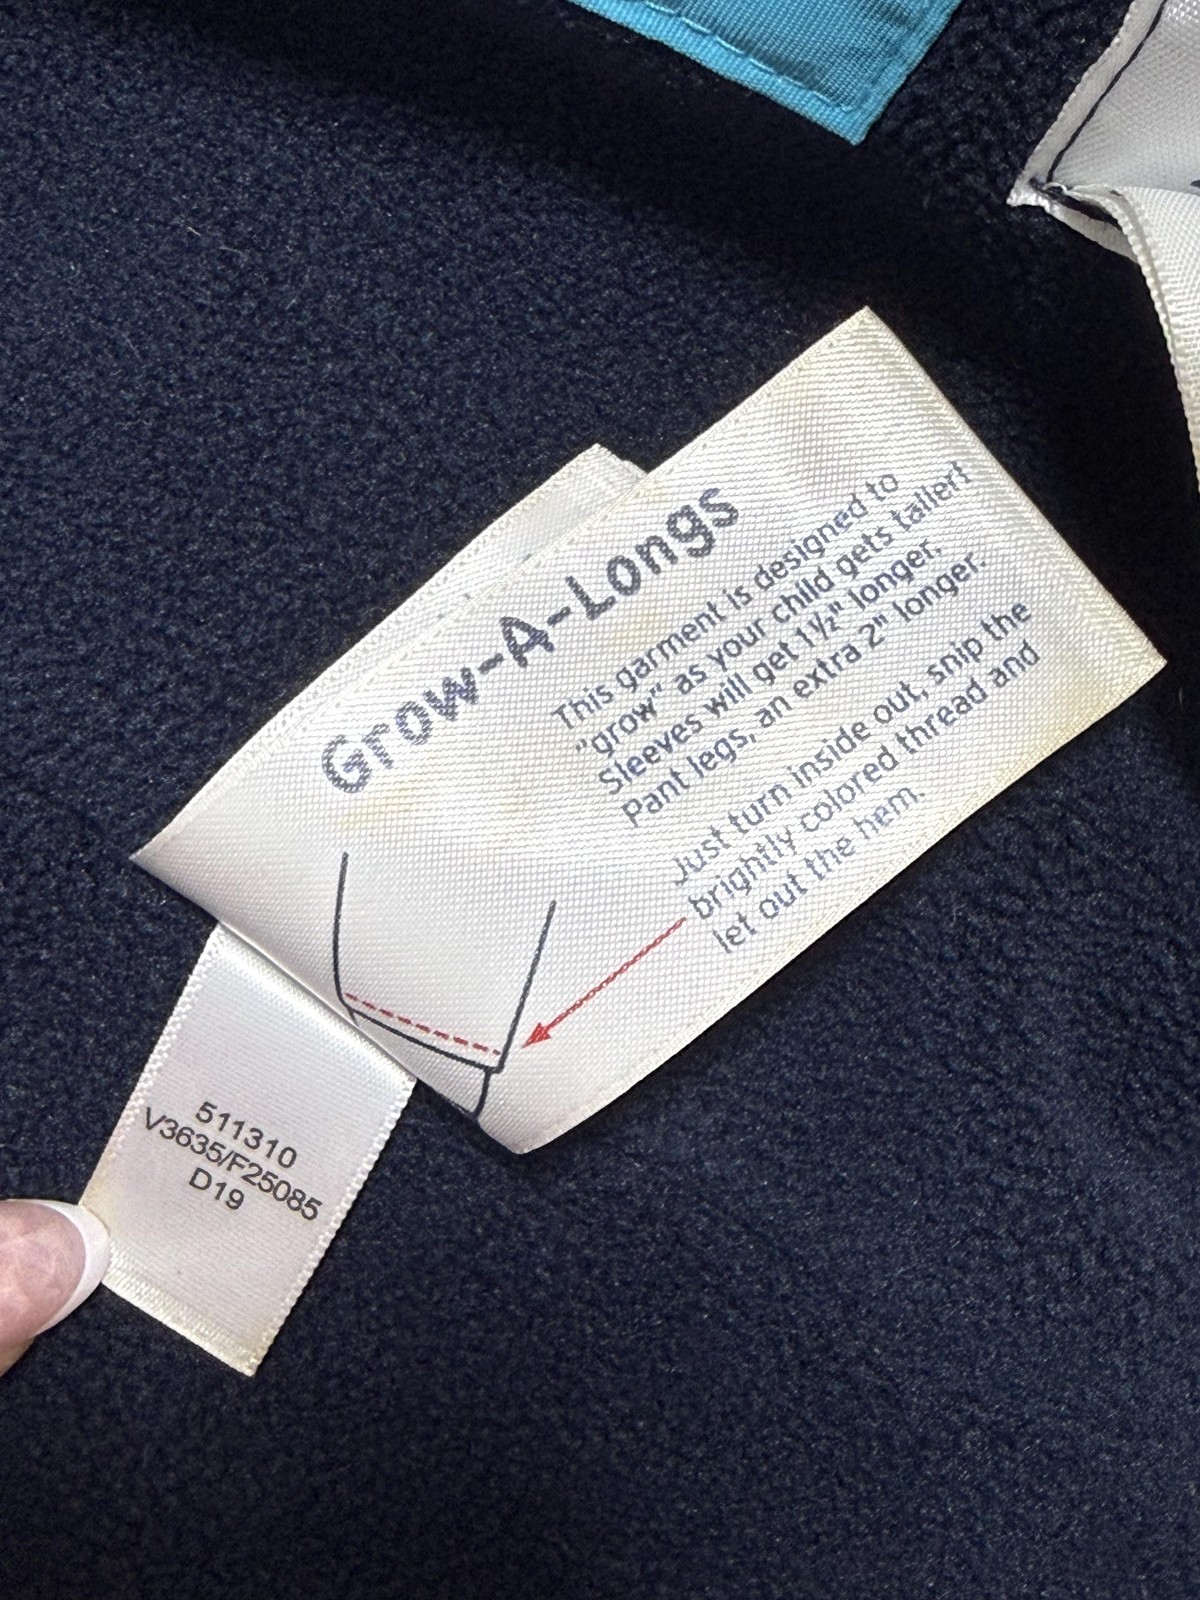 Grow-A-Longs
This garment is designed to
"grow" as your child gets taller!
Sleeves will get 1½" longer.
Pant legs, an extra 2" longer.
Just turn inside out, snip the
brightly colored thread and
let out the hem.
511310
V3635/F25085
D19